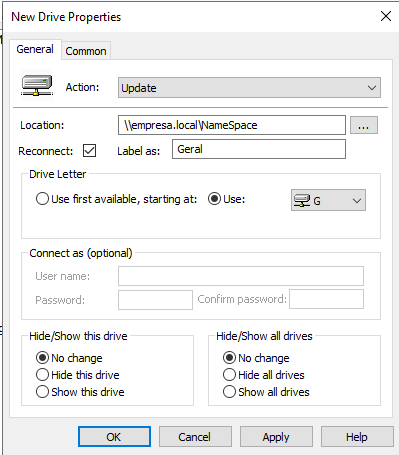 New Drive Properties
General Common
Action: Update
Location: \\empresa.local\NameSpace ...
Reconnect: Label as: Geral
Drive Letter
Use first available, starting at: Use: G
Connect as (optional)
User name:
Password: Confirm password:
Hide/Show this drive Hide/Show all drives
No change No change
Hide this drive Hide all drives
Show this drive Show all drives
OK Cancel Apply Help